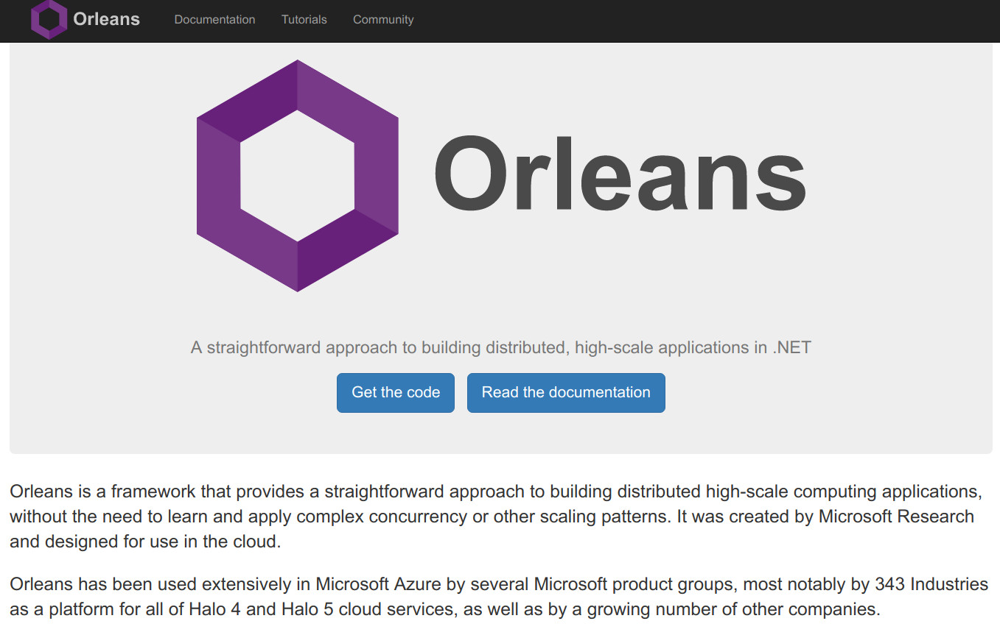 Orleans Documentation Tutorials Community
Orleans
A straightforward approach to building distributed, high-scale applications in .NET
Get the code Read the documentation
Orleans is a framework that provides a straightforward approach to building distributed high-scale computing applications,
without the need to learn and apply complex concurrency or other scaling patterns. It was created by Microsoft Research
and designed for use in the cloud.
Orleans has been used extensively in Microsoft Azure by several Microsoft product groups, most notably by 343 Industries
as a platform for all of Halo 4 and Halo 5 cloud services, as well as by a growing number of other companies.